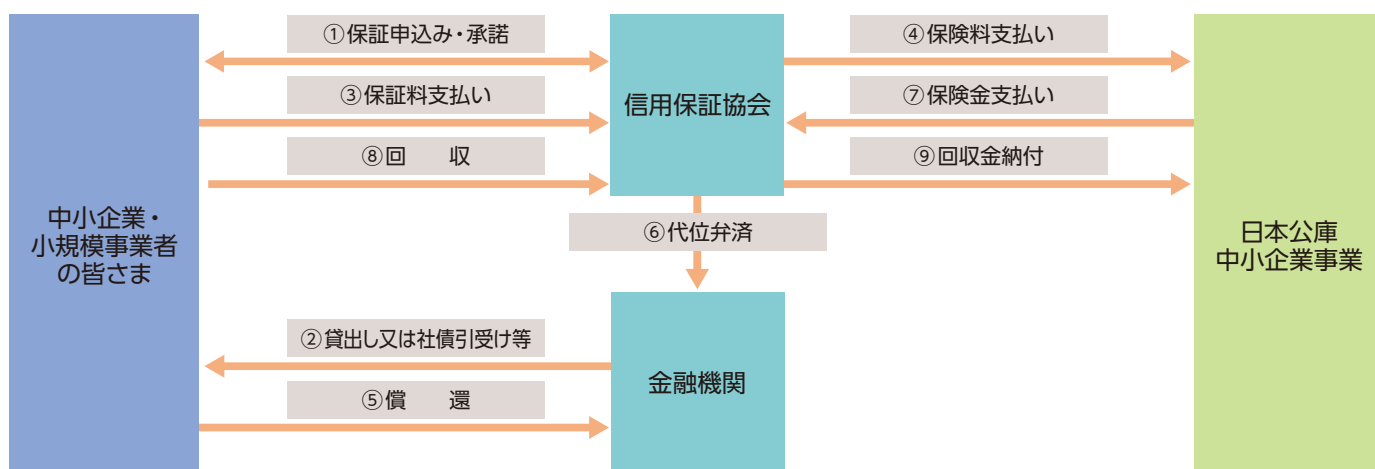 ①保証申込み・承諾
④保険料支払い
③保証料支払い
信用保証協会
⑦保険金支払い
⑧回　収
⑨回収金納付
中小企業・
小規模事業者
の皆さま
⑥代位弁済
日本公庫
中小企業事業
②貸出し又は社債引受け等
金融機関
⑤償　還